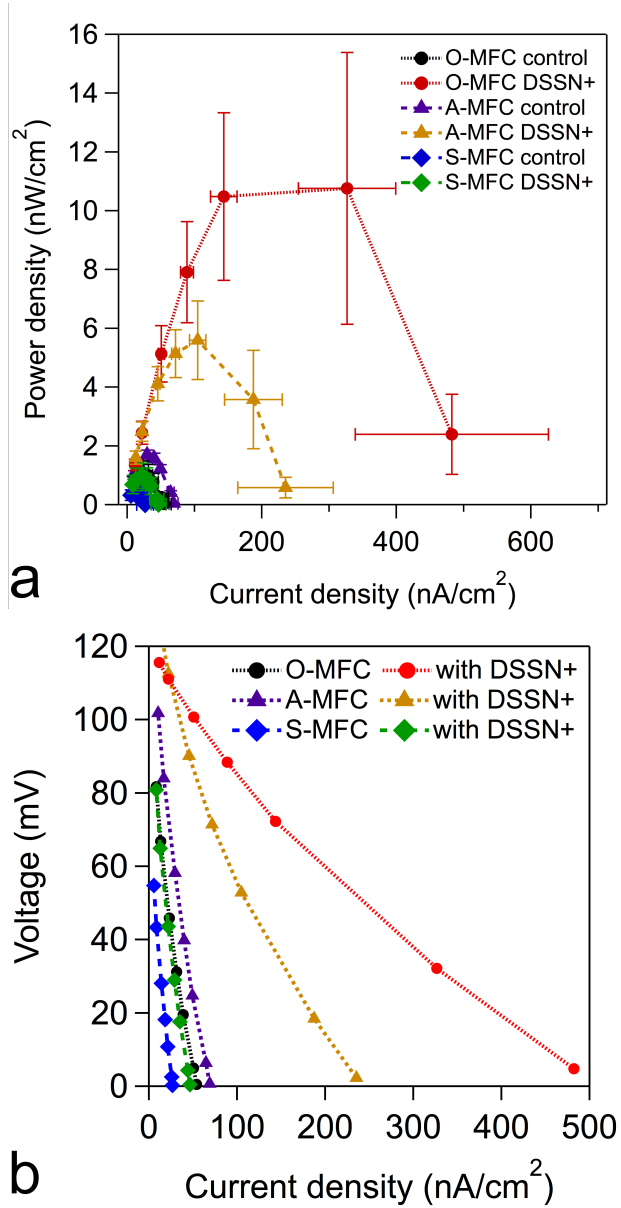 16
14
12
10
8
6
4
2
0
Power density (nW/cm2)
O-MFC control
O-MFC DSSN+
A-MFC control
A-MFC DSSN+
S-MFC control
S-MFC DSSN+
0 200 400 600
Current density (nA/cm2)
a
120
100
80
60
40
20
0
Voltage (mV)
O-MFC with DSSN+
A-MFC with DSSN+
S-MFC with DSSN+
0 100 200 300 400 500
Current density (nA/cm2)
b